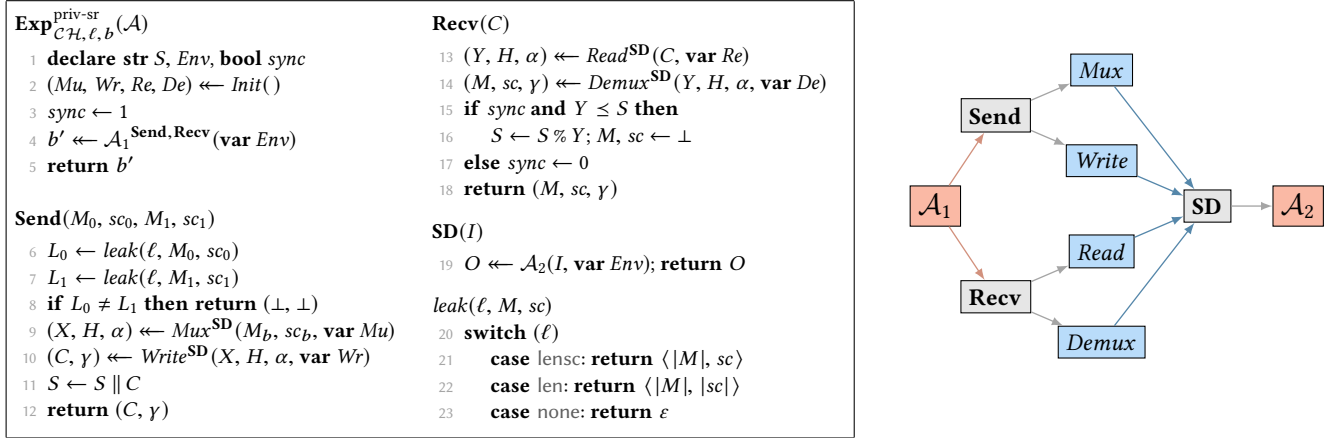 Exp^{priv-sr}_{CH, ℓ, b}(𝒜)
1 declare str S, Env, bool sync
2 (Mu, Wr, Re, De) ↞ Init()
3 sync ← 1
4 b′ ↞ 𝒜₁^{Send, Recv}(var Env)
5 return b′
Send(M₀, sc₀, M₁, sc₁)
6 L₀ ← leak(ℓ, M₀, sc₀)
7 L₁ ← leak(ℓ, M₁, sc₁)
8 if L₀ ≠ L₁ then return (⊥, ⊥)
9 (X, H, α) ↞ Mux^{SD}(M_b, sc_b, var Mu)
10 (C, γ) ↞ Write^{SD}(X, H, α, var Wr)
11 S ← S ∥ C
12 return (C, γ)
Recv(C)
13 (Y, H, α) ↞ Read^{SD}(C, var Re)
14 (M, sc, γ) ↞ Demux^{SD}(Y, H, α, var De)
15 if sync and Y ⪯ S then
16 S ← S % Y; M, sc ← ⊥
17 else sync ← 0
18 return (M, sc, γ)
SD(I)
19 O ↞ 𝒜₂(I, var Env); return O
leak(ℓ, M, sc)
20 switch (ℓ)
21 case lensc: return ⟨|M|, sc⟩
22 case len: return ⟨|M|, |sc|⟩
23 case none: return ε
Mux
Send
Write
𝒜₁
SD
𝒜₂
Read
Recv
Demux